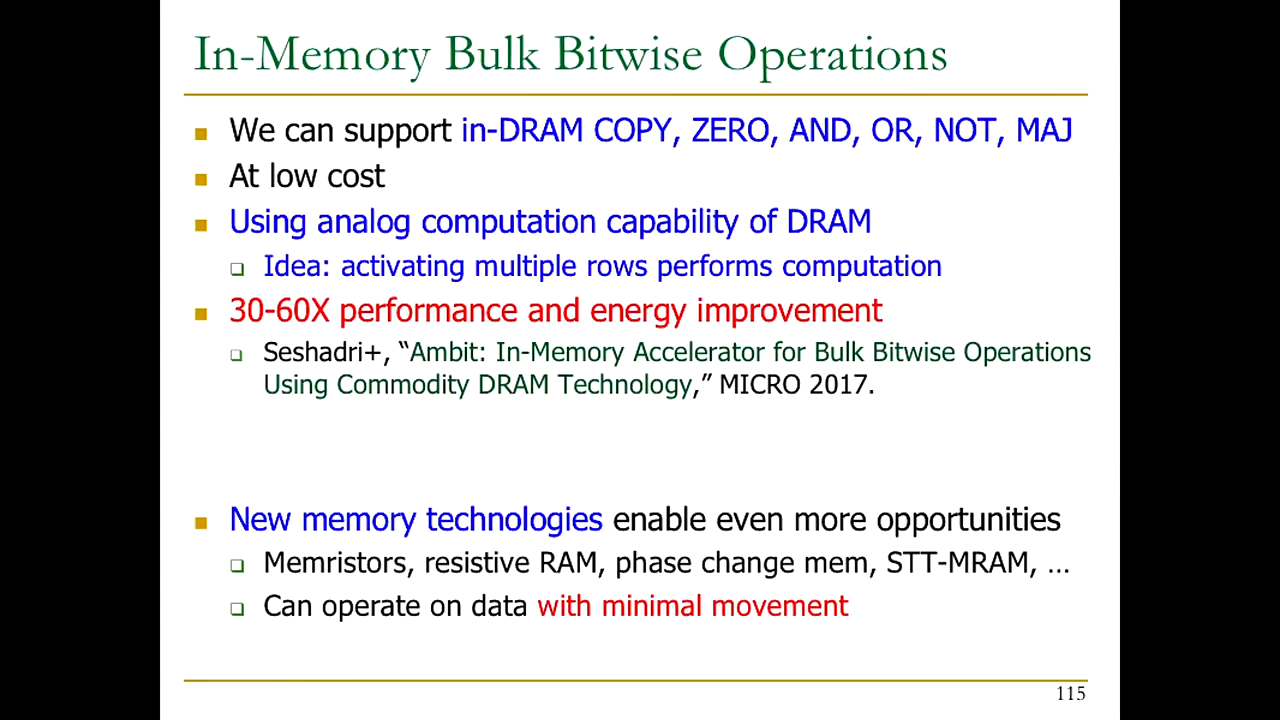 In-Memory Bulk Bitwise Operations
We can support in-DRAM COPY, ZERO, AND, OR, NOT, MAJ
At low cost
Using analog computation capability of DRAM
Idea: activating multiple rows performs computation
30-60X performance and energy improvement
Seshadri+, “Ambit: In-Memory Accelerator for Bulk Bitwise Operations
Using Commodity DRAM Technology,” MICRO 2017.
New memory technologies enable even more opportunities
Memristors, resistive RAM, phase change mem, STT-MRAM, …
Can operate on data with minimal movement
115